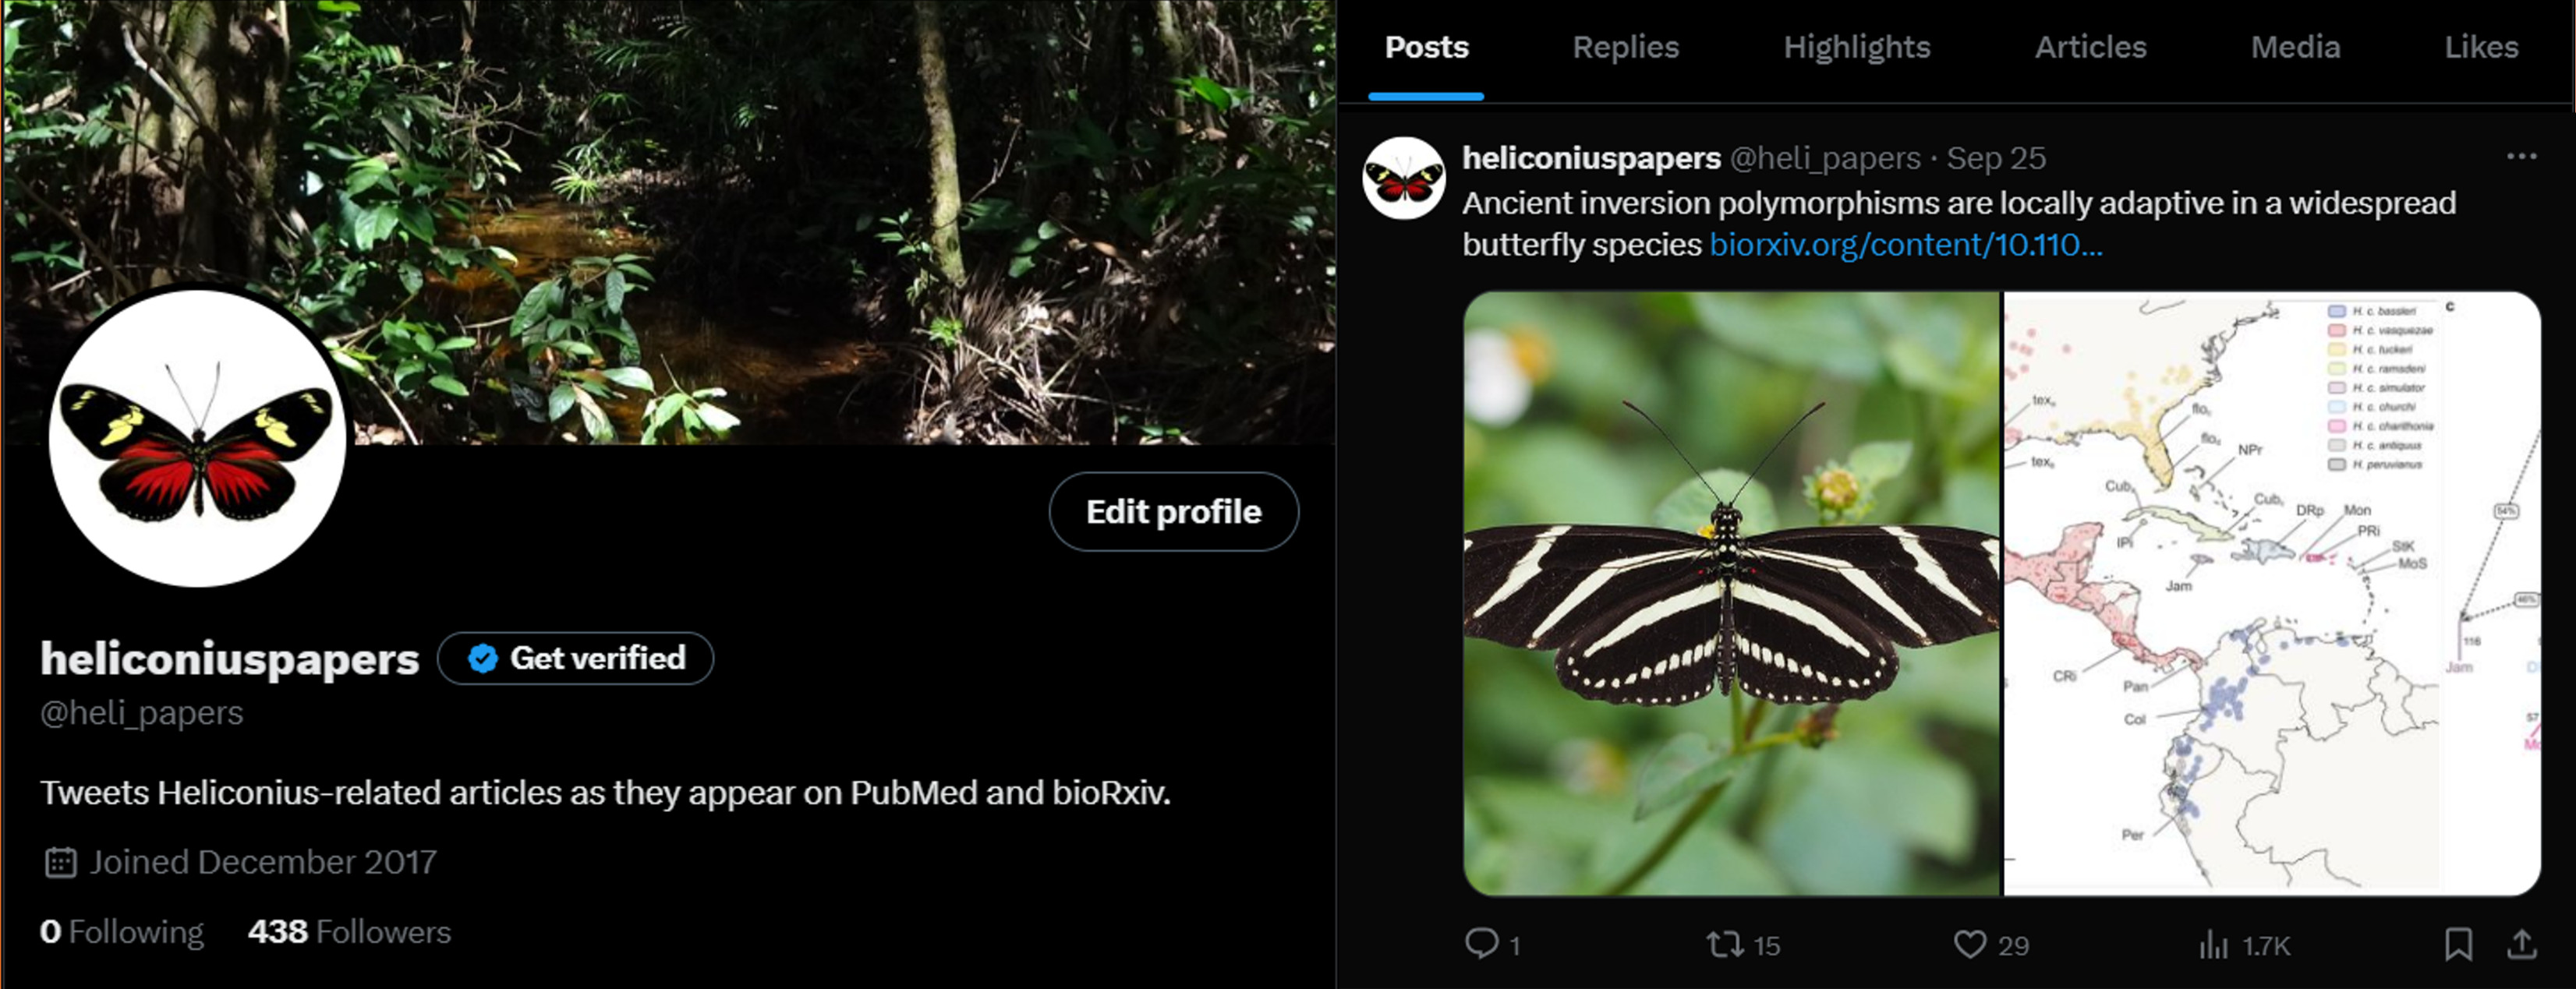 heliconiuspapers
Get verified
@heli_papers
Edit profile
Tweets Heliconius-related articles as they appear on PubMed and bioRxiv.
Joined December 2017
0 Following 438 Followers
Posts Replies Highlights Articles Media Likes
heliconiuspapers @heli_papers · Sep 25
Ancient inversion polymorphisms are locally adaptive in a widespread
butterfly species biorxiv.org/content/10.110...
H. c. bassleri
H. c. vasquezae
H. c. tuckeri
H. c. ramsdeni
H. c. simulator
H. c. churchi
H. c. charithonia
H. c. antiquus
H. peruvianus
c
tex
flo
flo
tex
NPr
Cub
Cub
DRp
Mon
PRi
IPi
StK
MoS
Jam
54%
46%
116
Jam
CRi
Pan
Col
57
Per
1
15
29
1.7K